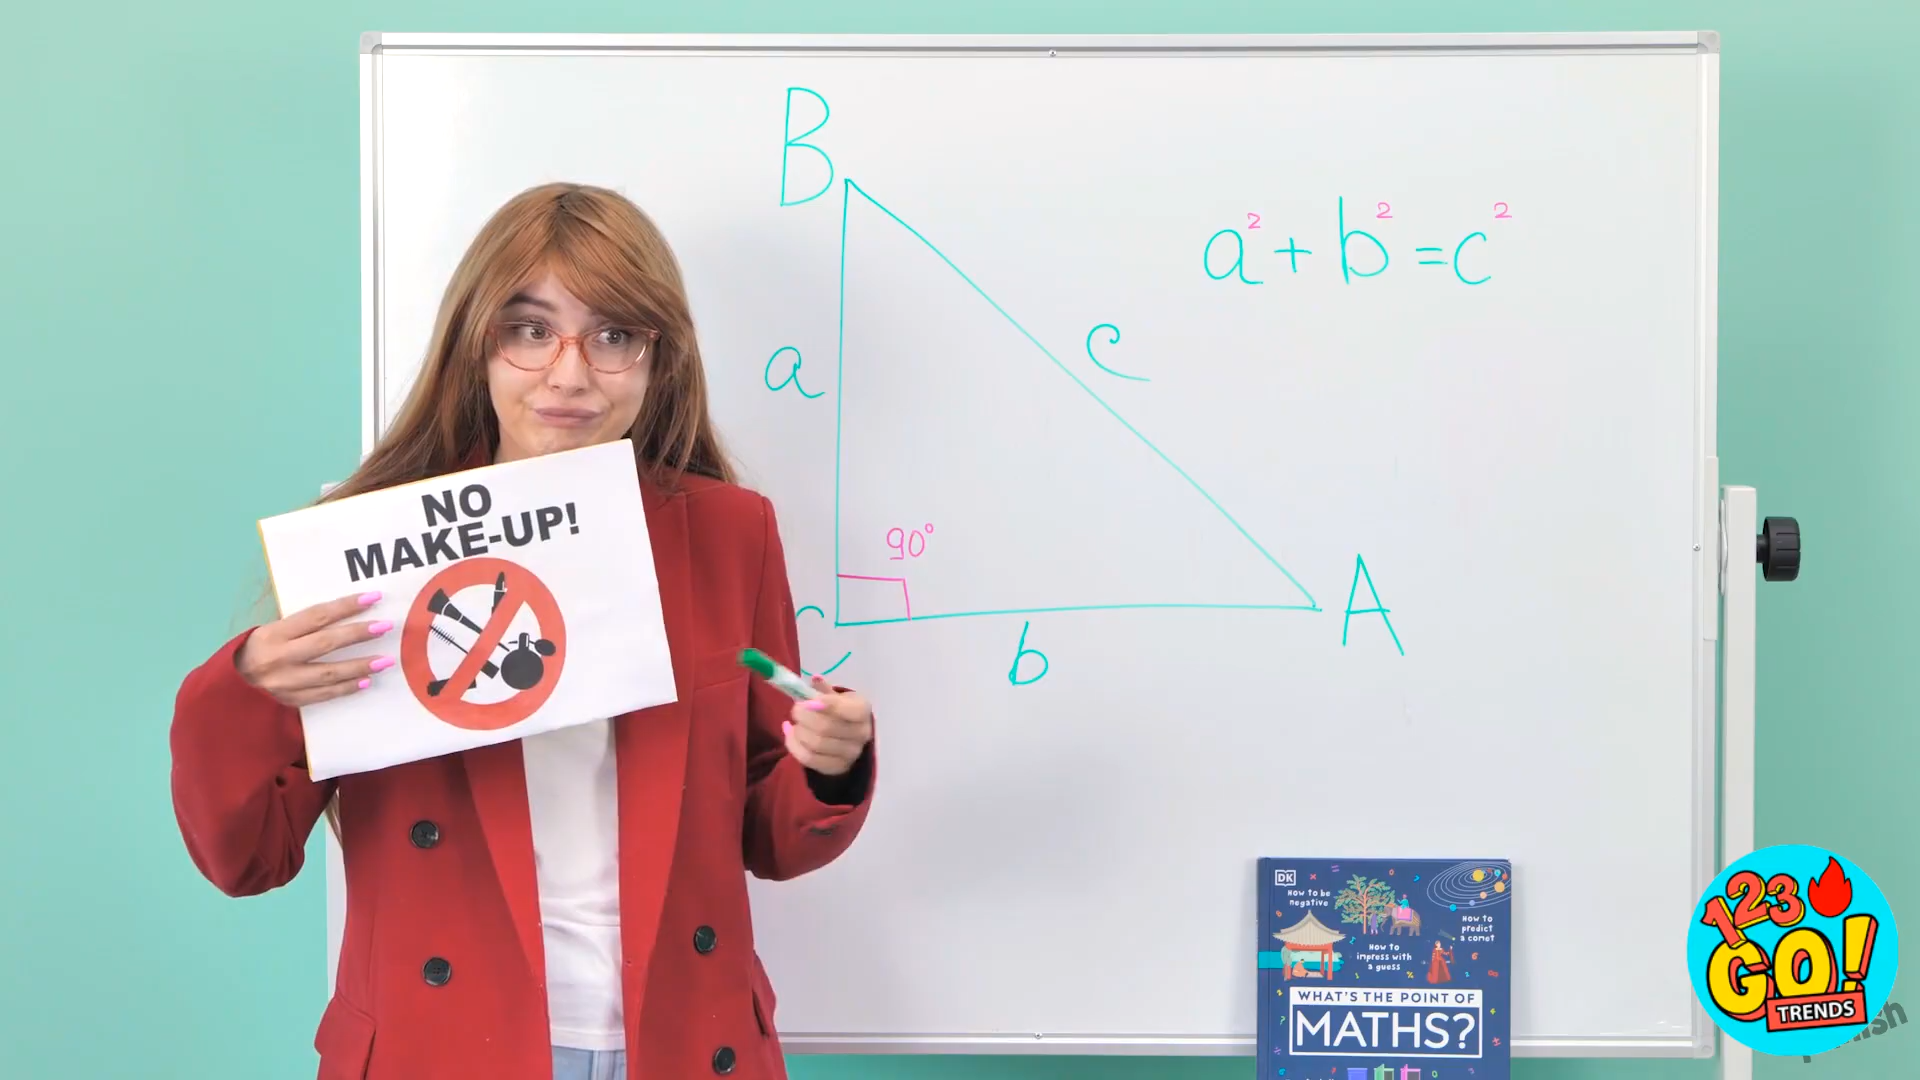 B
a² + b² = c²
a
c
90°
b
A
NO
MAKE-UP!
DK
How to be
negative
How to
predict
a comet
How to
impress with
a guess
WHAT'S THE POINT OF
MATHS?
123
GO!
TRENDS